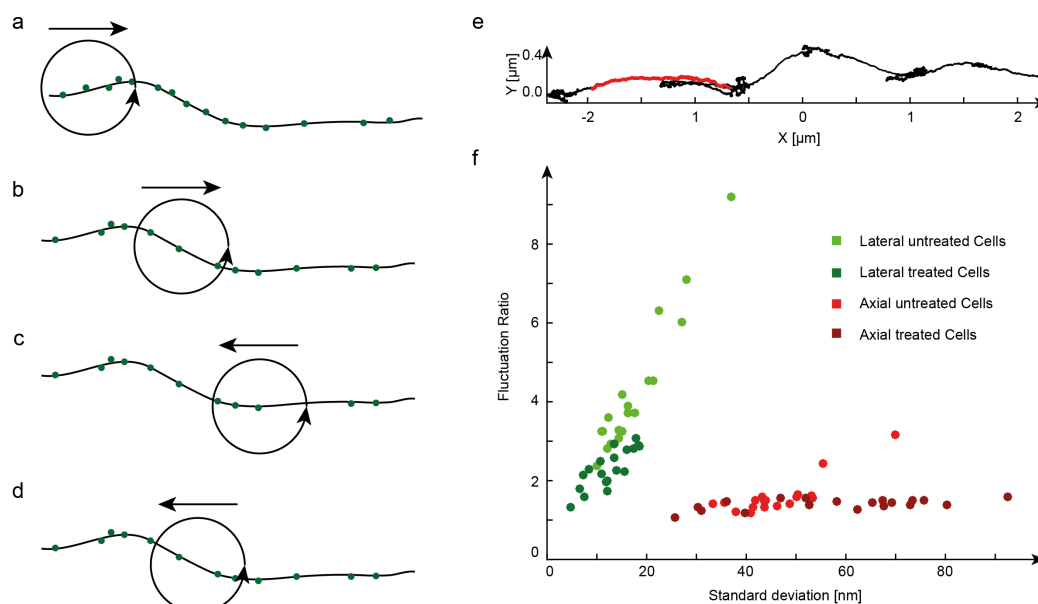 a
b
c
d
e
Y [µm]
0.4
0.0
-2
1
0
1
2
X [µm]
f
Fluctuation Ratio
8
6
4
2
0
Lateral untreated Cells
Lateral treated Cells
Axial untreated Cells
Axial treated Cells
0
20
40
60
80
Standard deviation [nm]